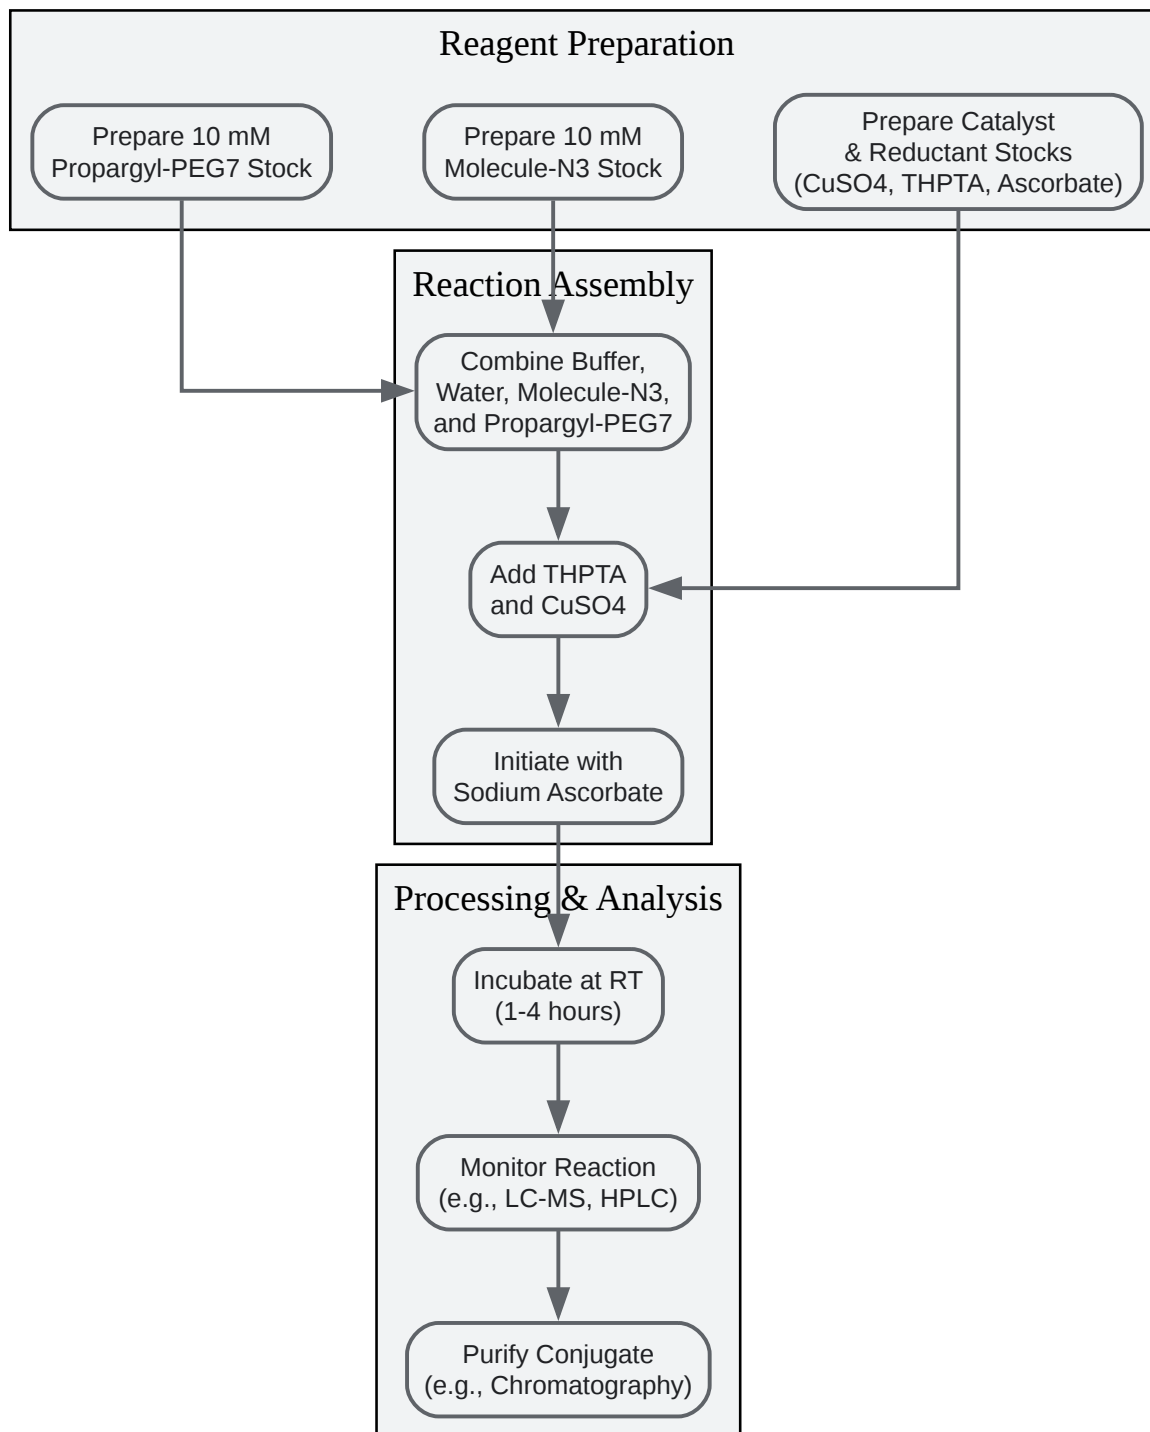 Reagent Preparation
Prepare 10 mM
Propargyl-PEG7 Stock
Prepare 10 mM
Molecule-N3 Stock
Prepare Catalyst
& Reductant Stocks
(CuSO4, THPTA, Ascorbate)
Reaction Assembly
Combine Buffer,
Water, Molecule-N3,
and Propargyl-PEG7
Add THPTA
and CuSO4
Initiate with
Sodium Ascorbate
Processing & Analysis
Incubate at RT
(1-4 hours)
Monitor Reaction
(e.g., LC-MS, HPLC)
Purify Conjugate
(e.g., Chromatography)